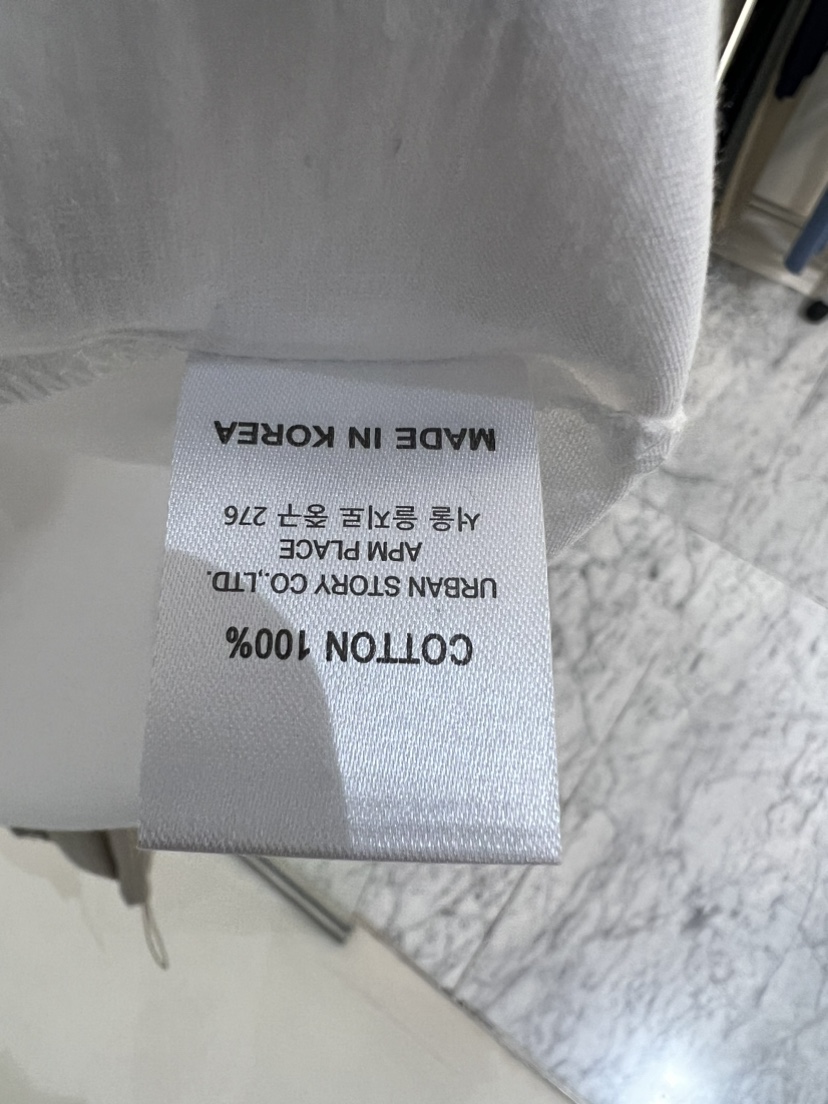 COTTON 100%
URBAN STORY CO.,LTD.
APM PLACE
서울 을지로 중구 276
MADE IN KOREA